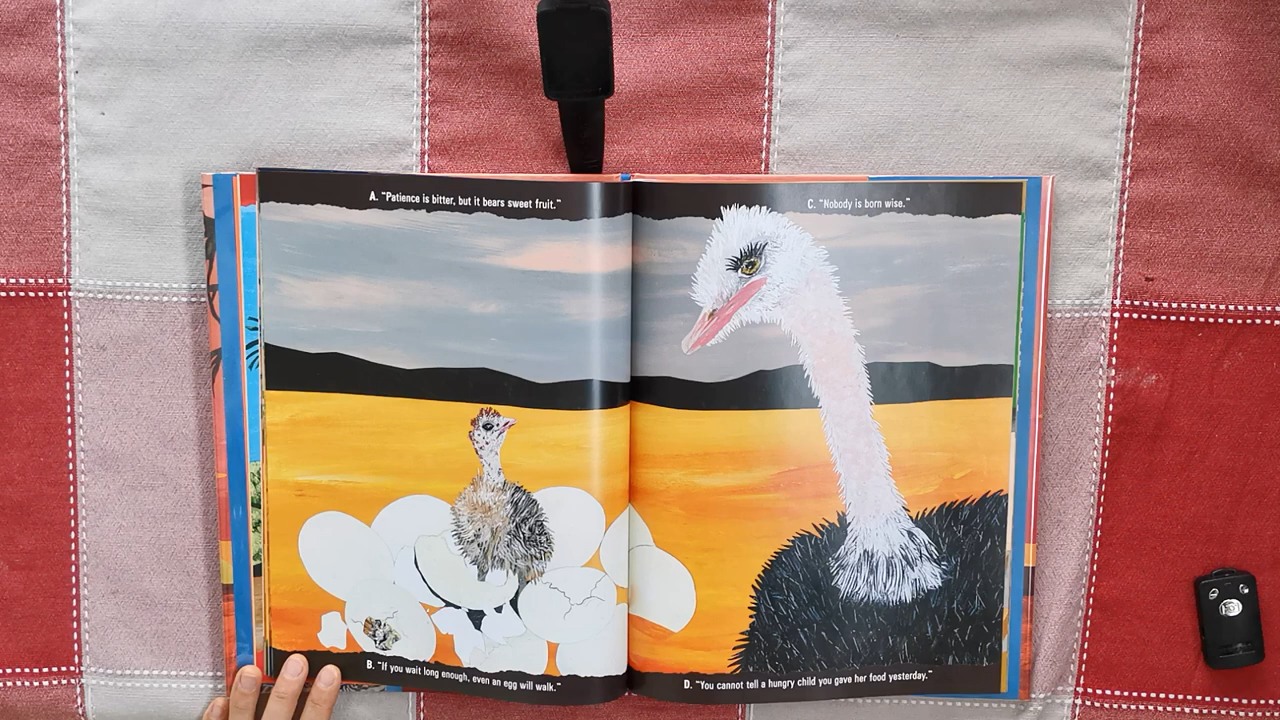 A. "Patience is bitter, but it bears sweet fruit."
B. "If you wait long enough, even an egg will walk."
C. "Nobody is born wise."
D. "You cannot tell a hungry child you gave her food yesterday."